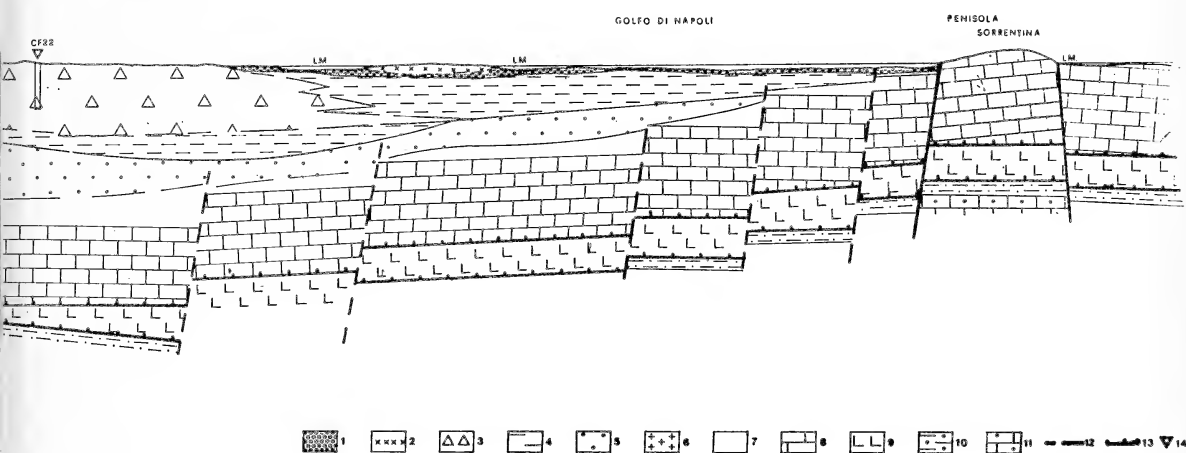 GOLFO DI NAPOLI
PENISOLA
SORRENTINA
CF22
LM
LM
LM
1 2 3 4 5 6 7 8 9 10 11 12 13 14